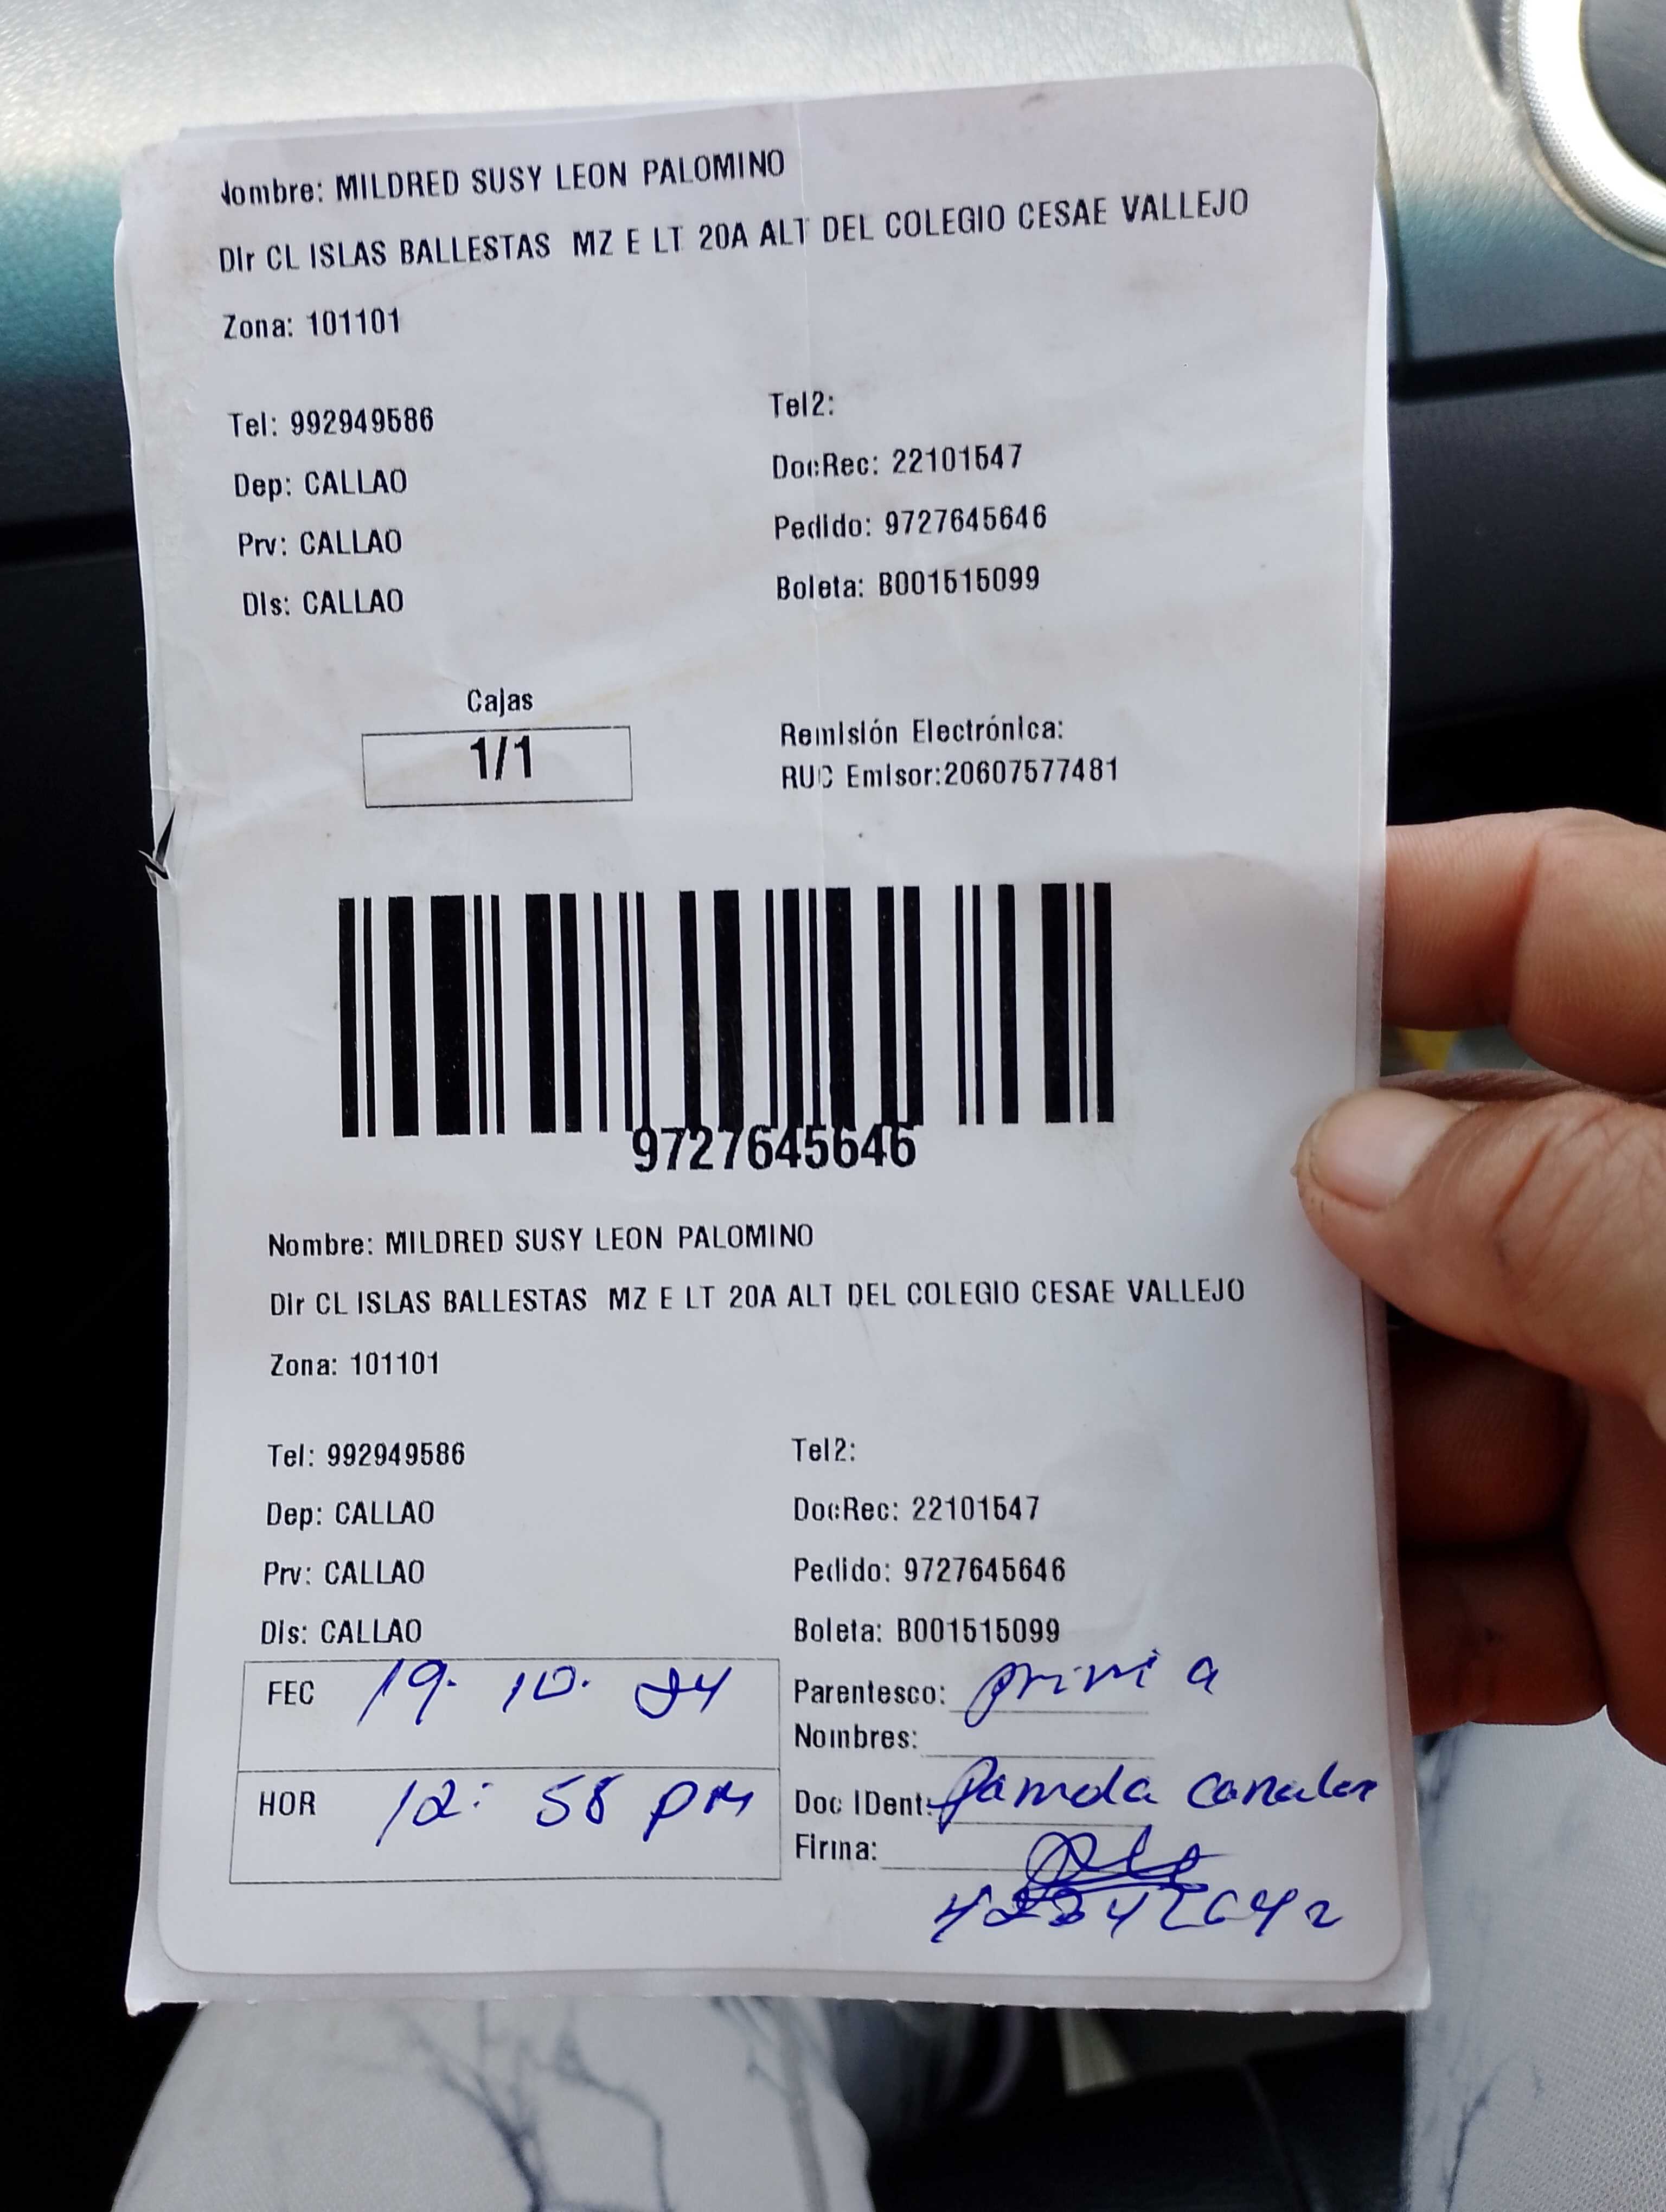 Nombre: MILDRED SUSY LEON PALOMINO
Dir CL ISLAS BALLESTAS MZ E LT 20A ALT DEL COLEGIO CESAE VALLEJO
Zona: 101101
Tel: 992949586 Tel2:
Dep: CALLAO DocRec: 22101547
Prv: CALLAO Pedido: 9727645646
Dis: CALLAO Boleta: B001515099
Cajas
1/1
Remisión Electrónica:
RUC Emisor:20607577481
9727645646
Nombre: MILDRED SUSY LEON PALOMINO
Dir CL ISLAS BALLESTAS MZ E LT 20A ALT DEL COLEGIO CESAE VALLEJO
Zona: 101101
Tel: 992949586 Tel2:
Dep: CALLAO DocRec: 22101547
Prv: CALLAO Pedido: 9727645646
Dis: CALLAO Boleta: B001515099
FEC 19. 10. 24 Parentesco: prim a
Nombres:
HOR 12: 58 PM Doc IDent: Pamela
Firma: